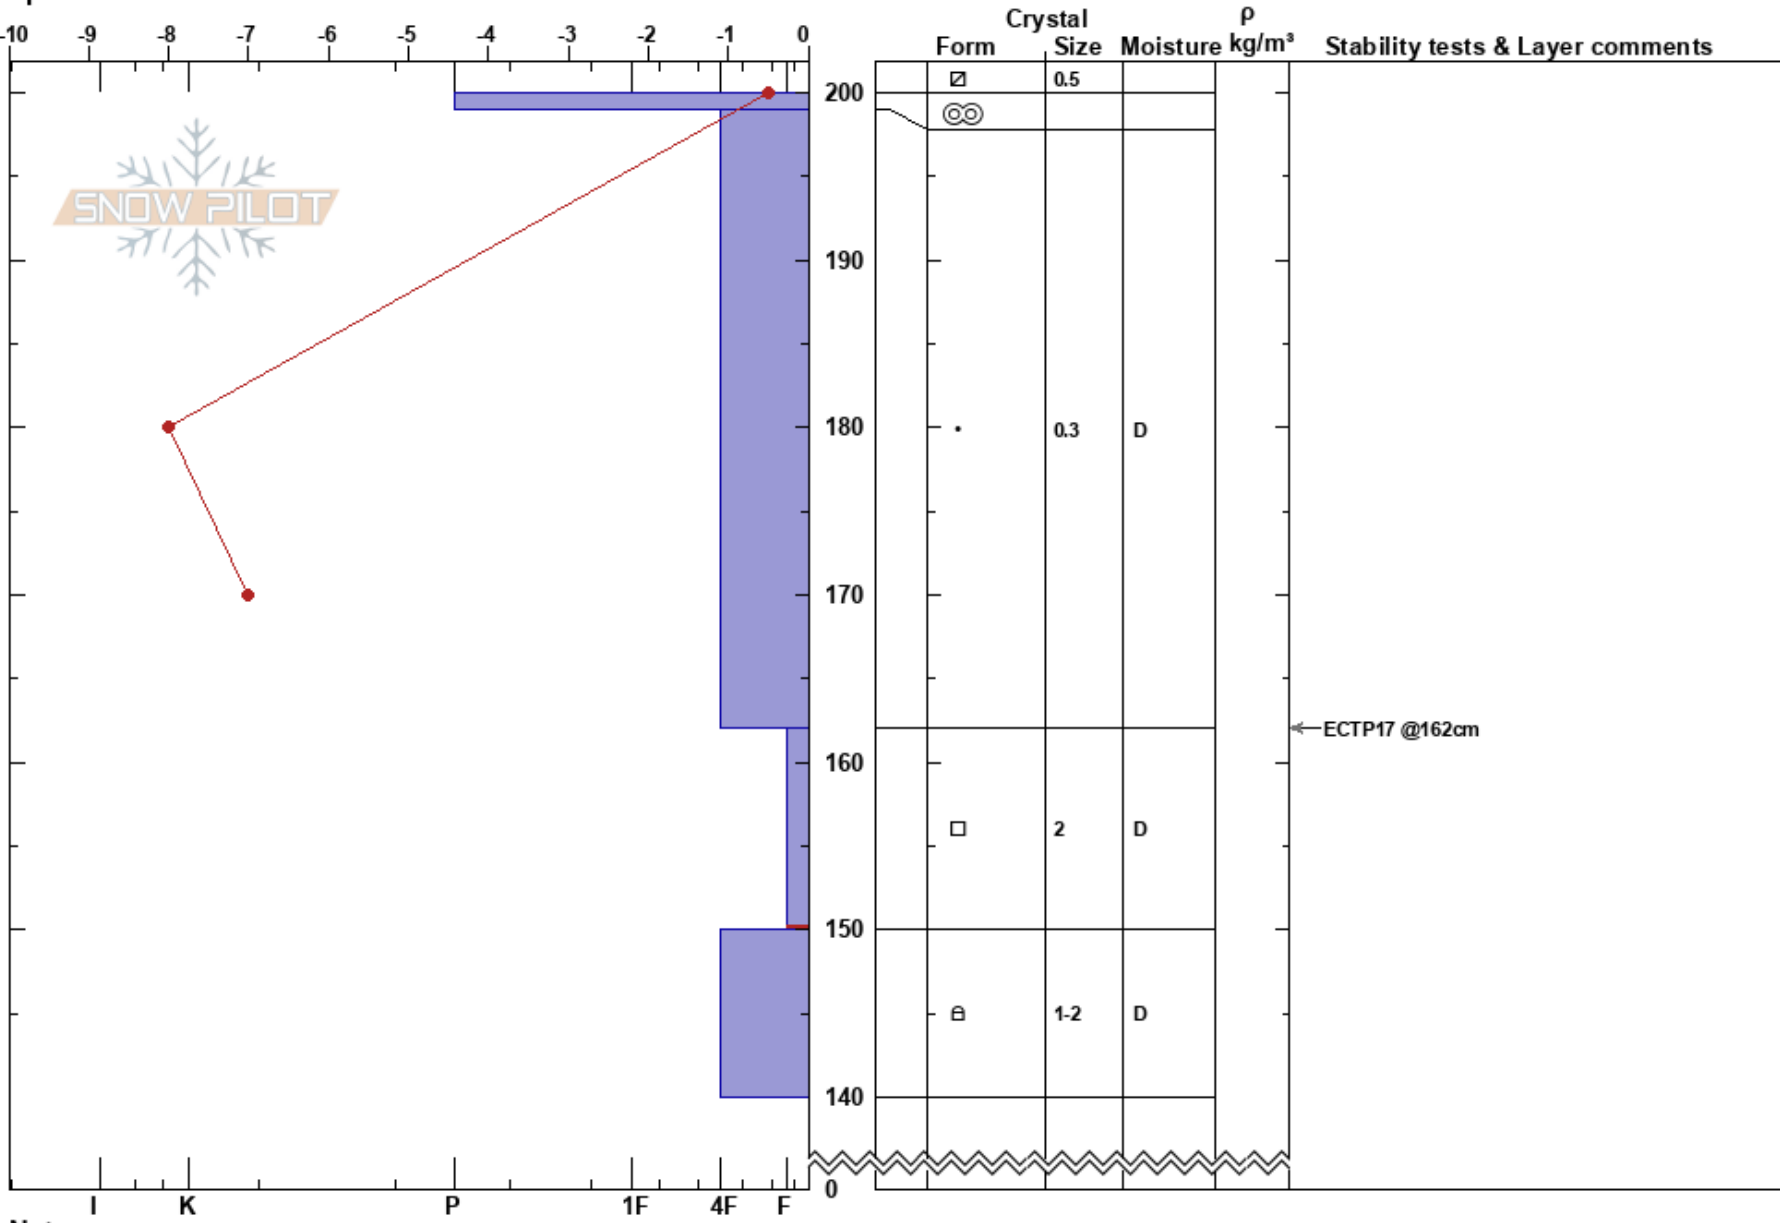 Crystal ρ
-10 -9 -8 -7 -6 -5 -4 -3 -2 -1 0 Form Size Moisture kg/m³ Stability tests & Layer comments
0.5
200
SNOW PILOT
190
180 0.3 D
170
ECTP17 @162cm
160
2 D
150
1-2 D
140
0
I K P 1F 4F F